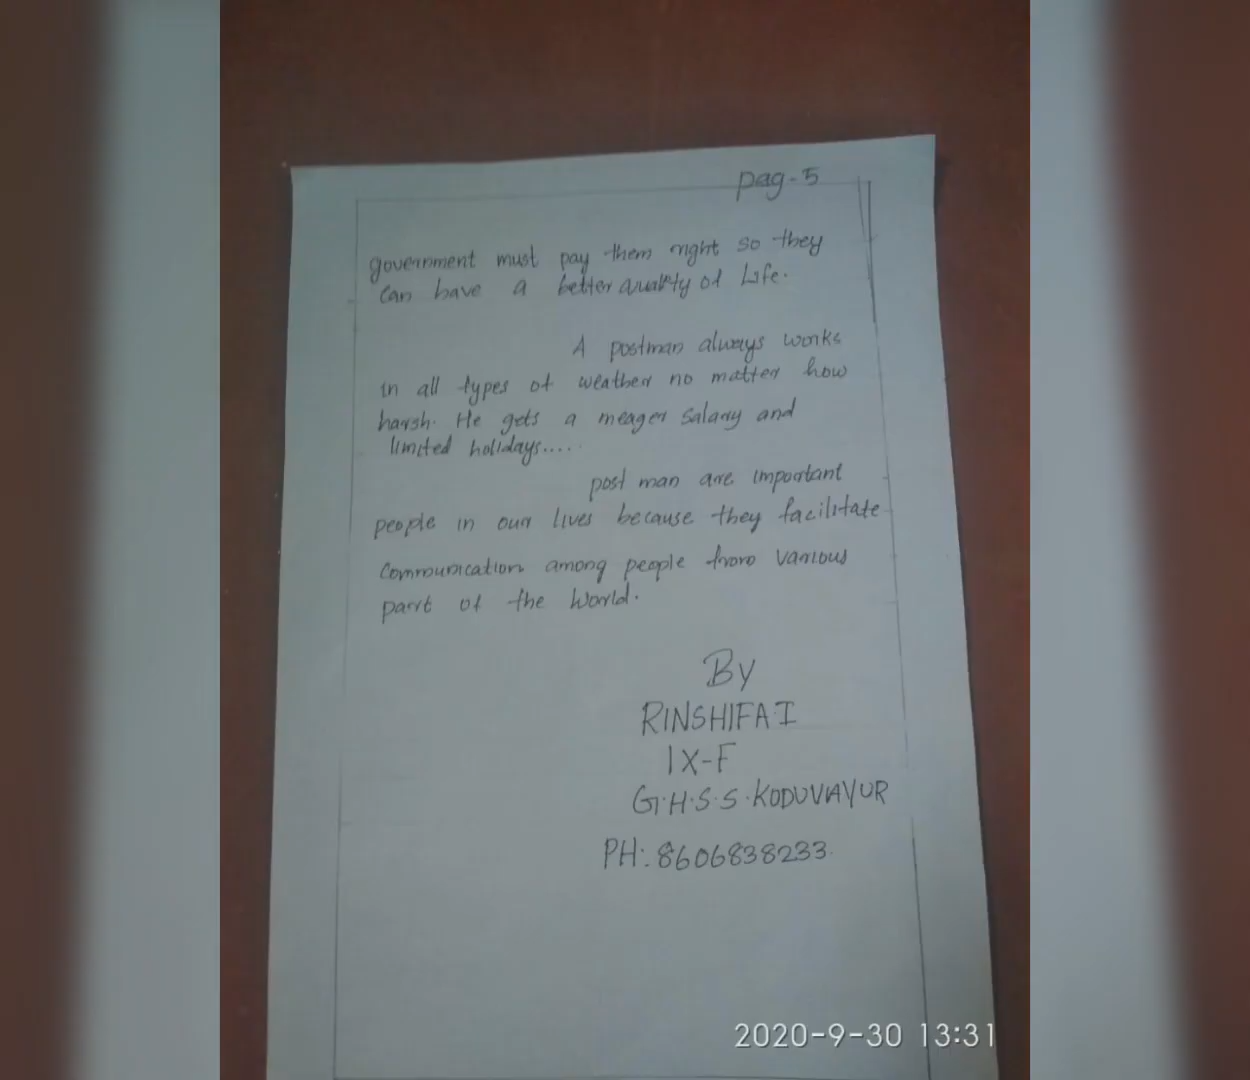 pag-5
government must pay them right so they
can have a better quality of Life.
A postman always works
in all types of weather no matter how
harsh. He gets a meager salary and
limited holidays....
post man are important
people in our lives because they facilitate
communication among people from various
part of the World.
By
RINSHIFA I
IX-F
G.H.S.S.KODUVAYUR
PH:8606838233
2020-9-30 13:31